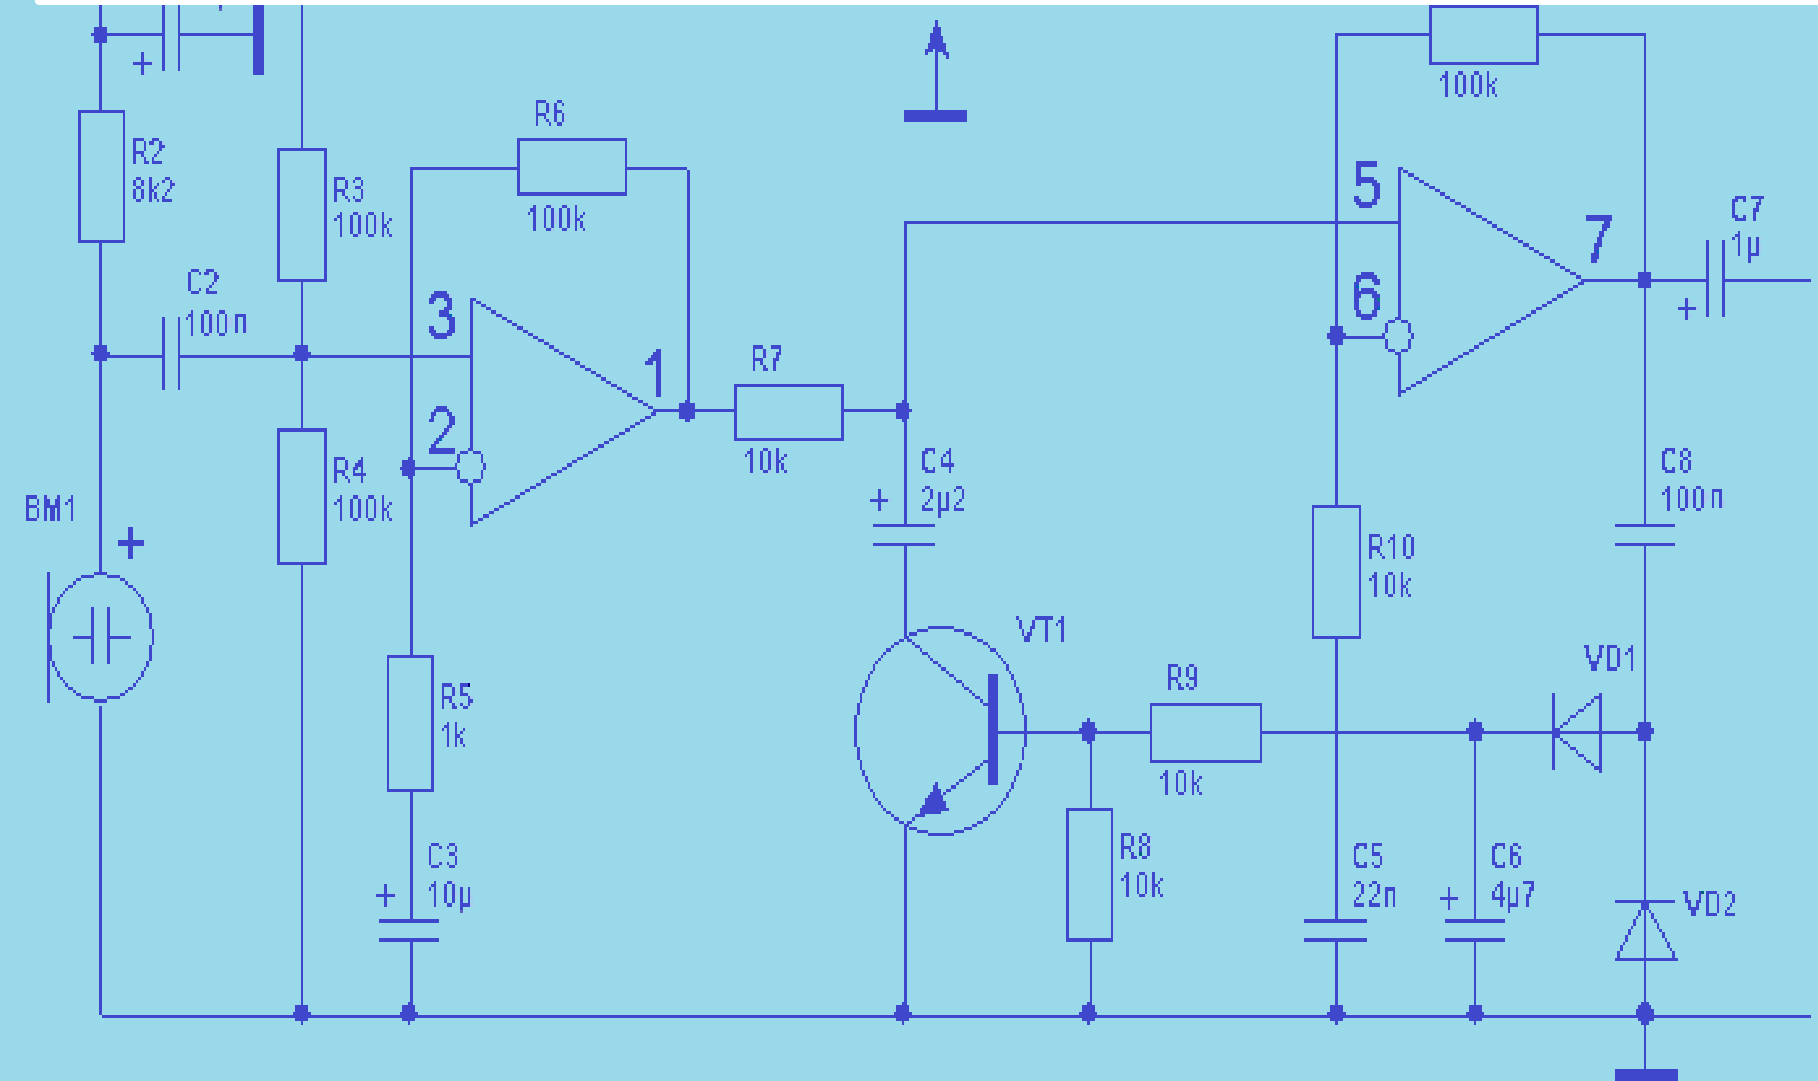 +
100k
R6
R2
8k2
R3
100k
100k
5
7
C7
1µ
C2
100n
3
6
+
R7
1
2
10k
C4
+
2µ2
C8
100n
R4
100k
BM1
+
R10
10k
VT1
VD1
R9
R5
1k
10k
R8
10k
C3
+
10µ
C5
22n
C6
+
4µ7
VD2